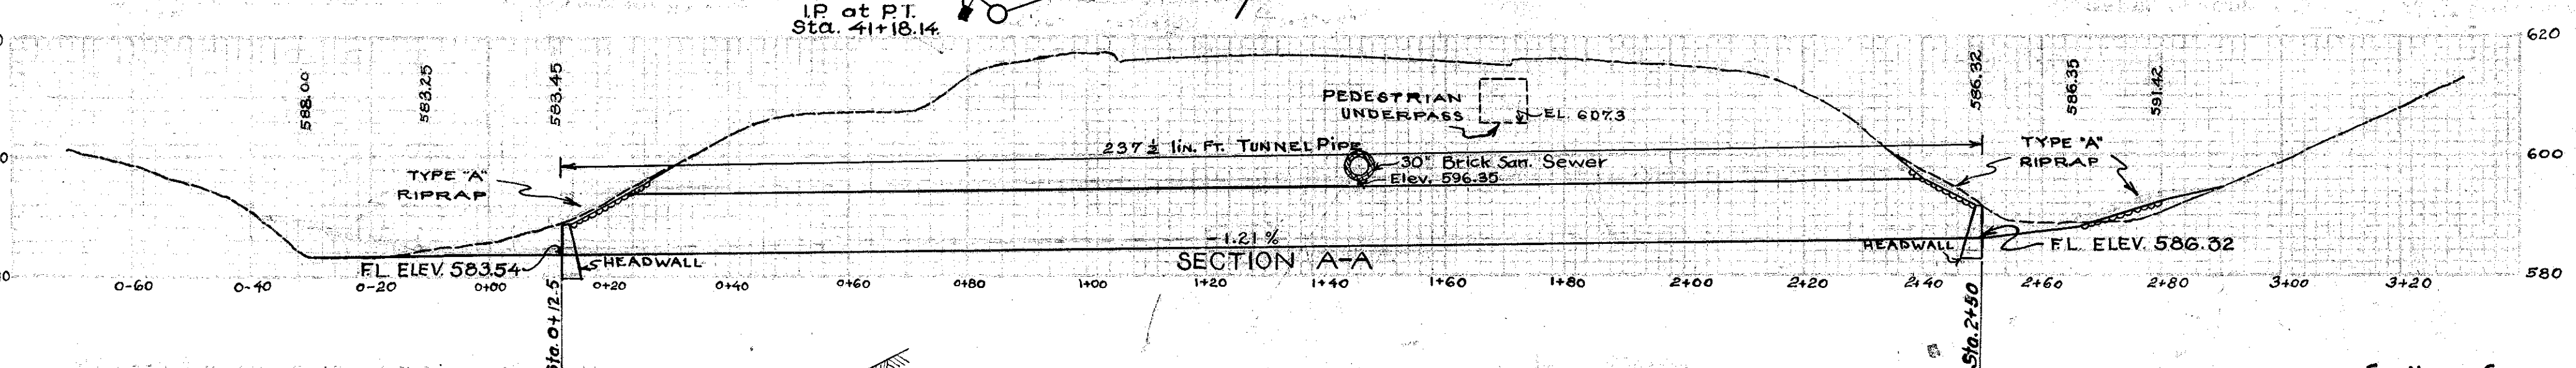 I.P. at P.T.
Sta. 41+18.14
620
588.00
583.25
583.45
586.32
586.35
591.42
PEDESTRIAN
UNDERPASS
EL. 607.3
237½ lin. FT. TUNNEL PIPE
600
30" Brick San. Sewer
Elev. 596.35
TYPE "A"
RIPRAP
TYPE "A"
RIPRAP
-1.21 %
SECTION A-A
F.L. ELEV. 583.54
HEADWALL
HEADWALL
F.L. ELEV. 586.32
580
0-60
0-40
0-20
0+00
0+20
0+40
0+60
0+80
1+00
1+20
1+40
1+60
1+80
2+00
2+20
2+40
2+60
2+80
3+00
3+20
Sta. 0+12.5
Sta. 2+50